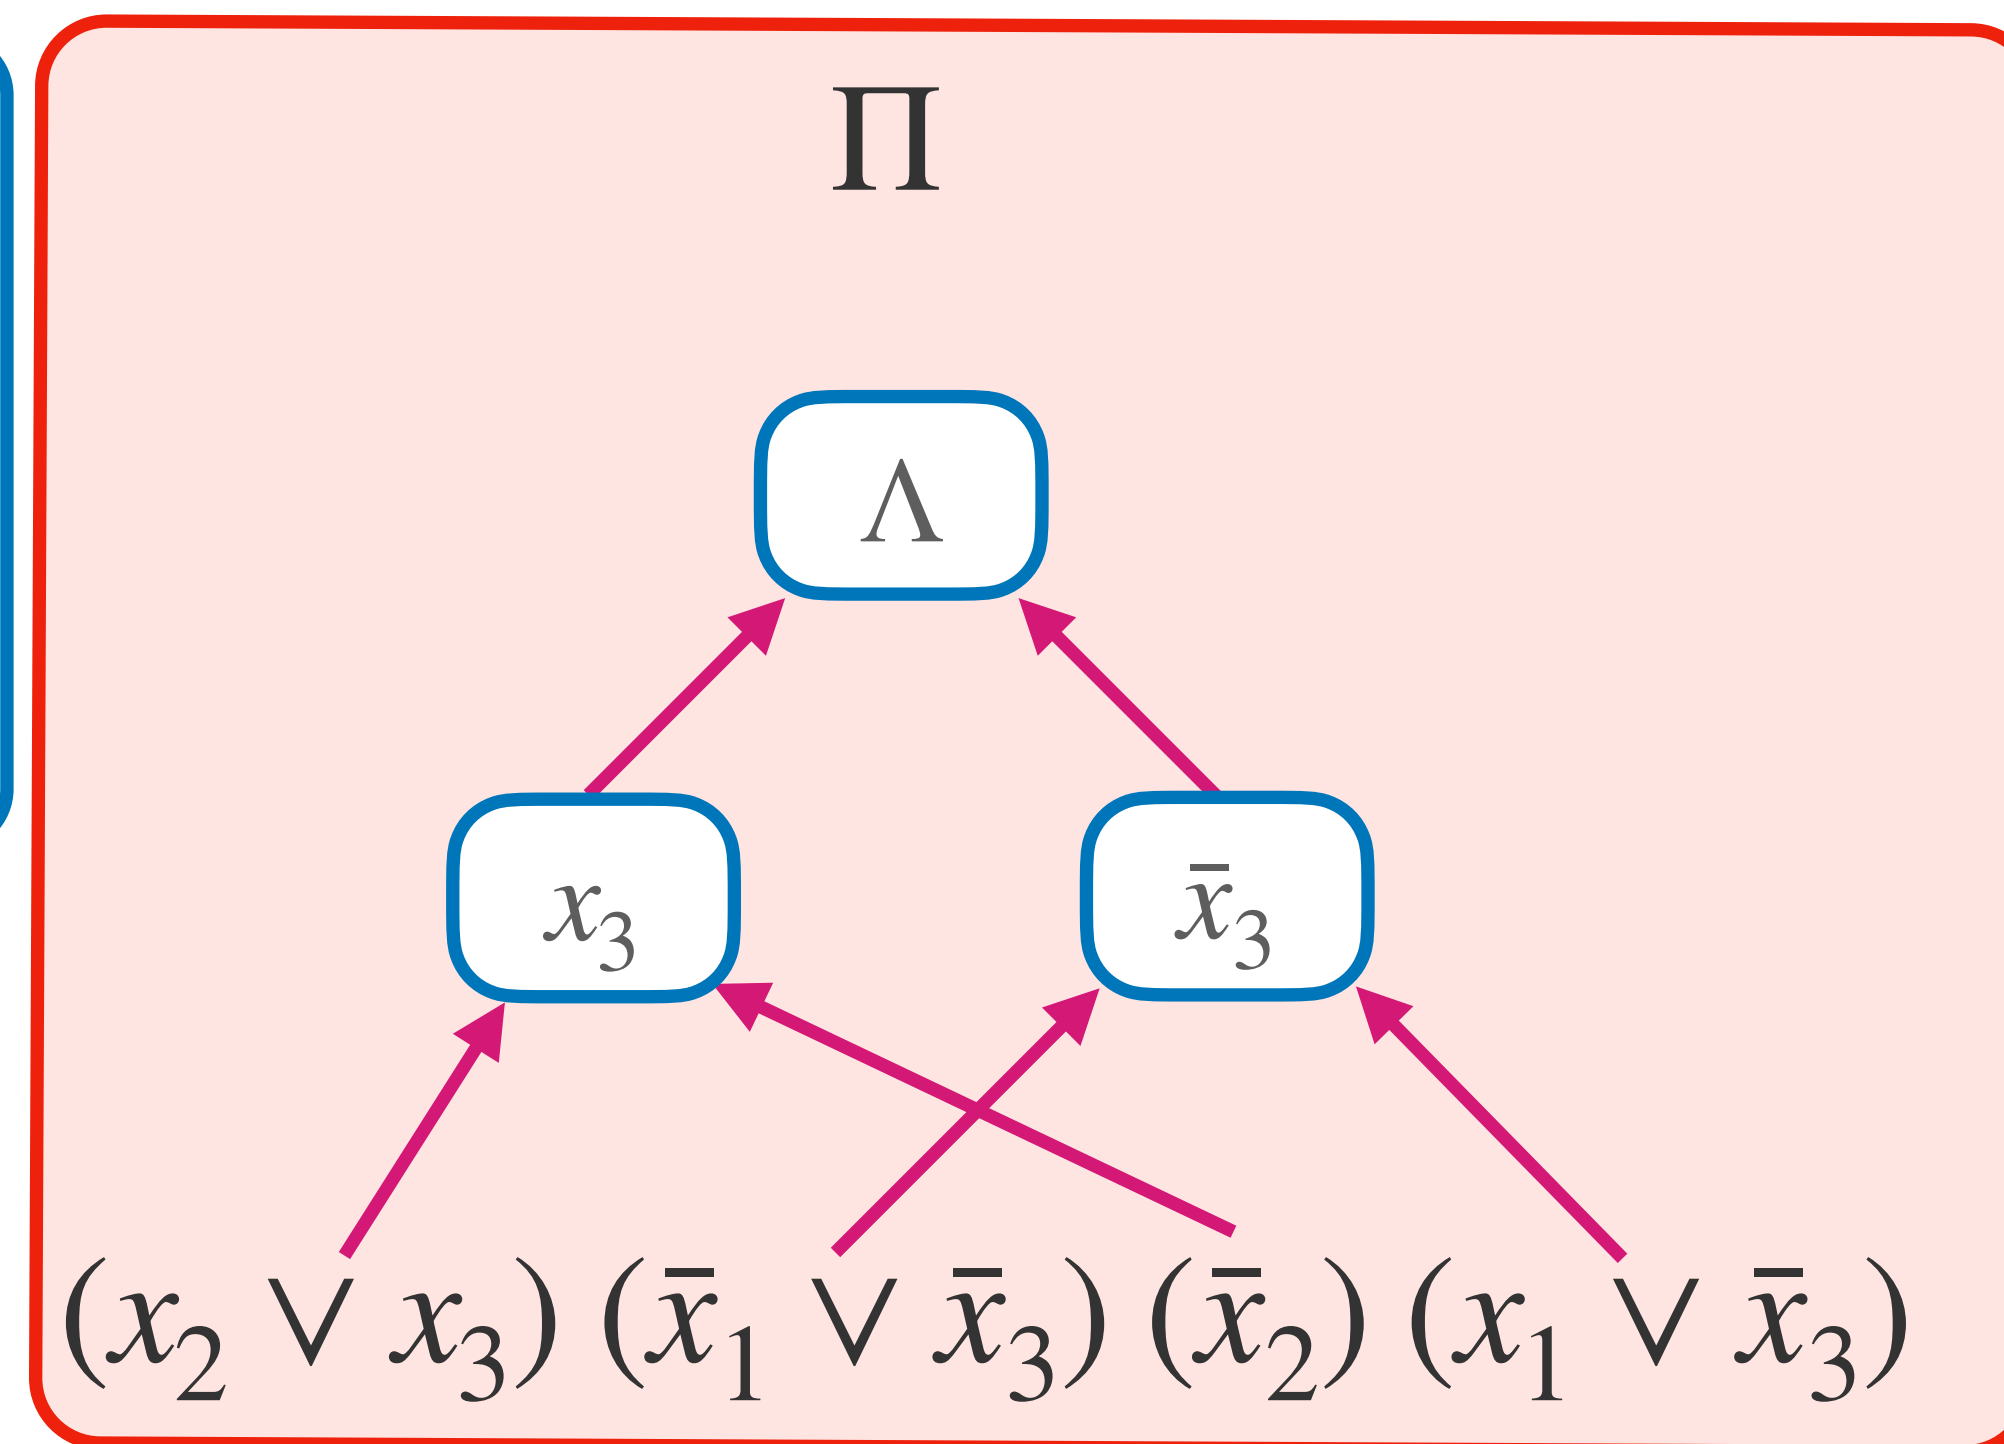 Π
Λ
x₃ x̄₃
(x₂ ∨ x₃) (x̄₁ ∨ x̄₃) (x̄₂) (x₁ ∨ x̄₃)